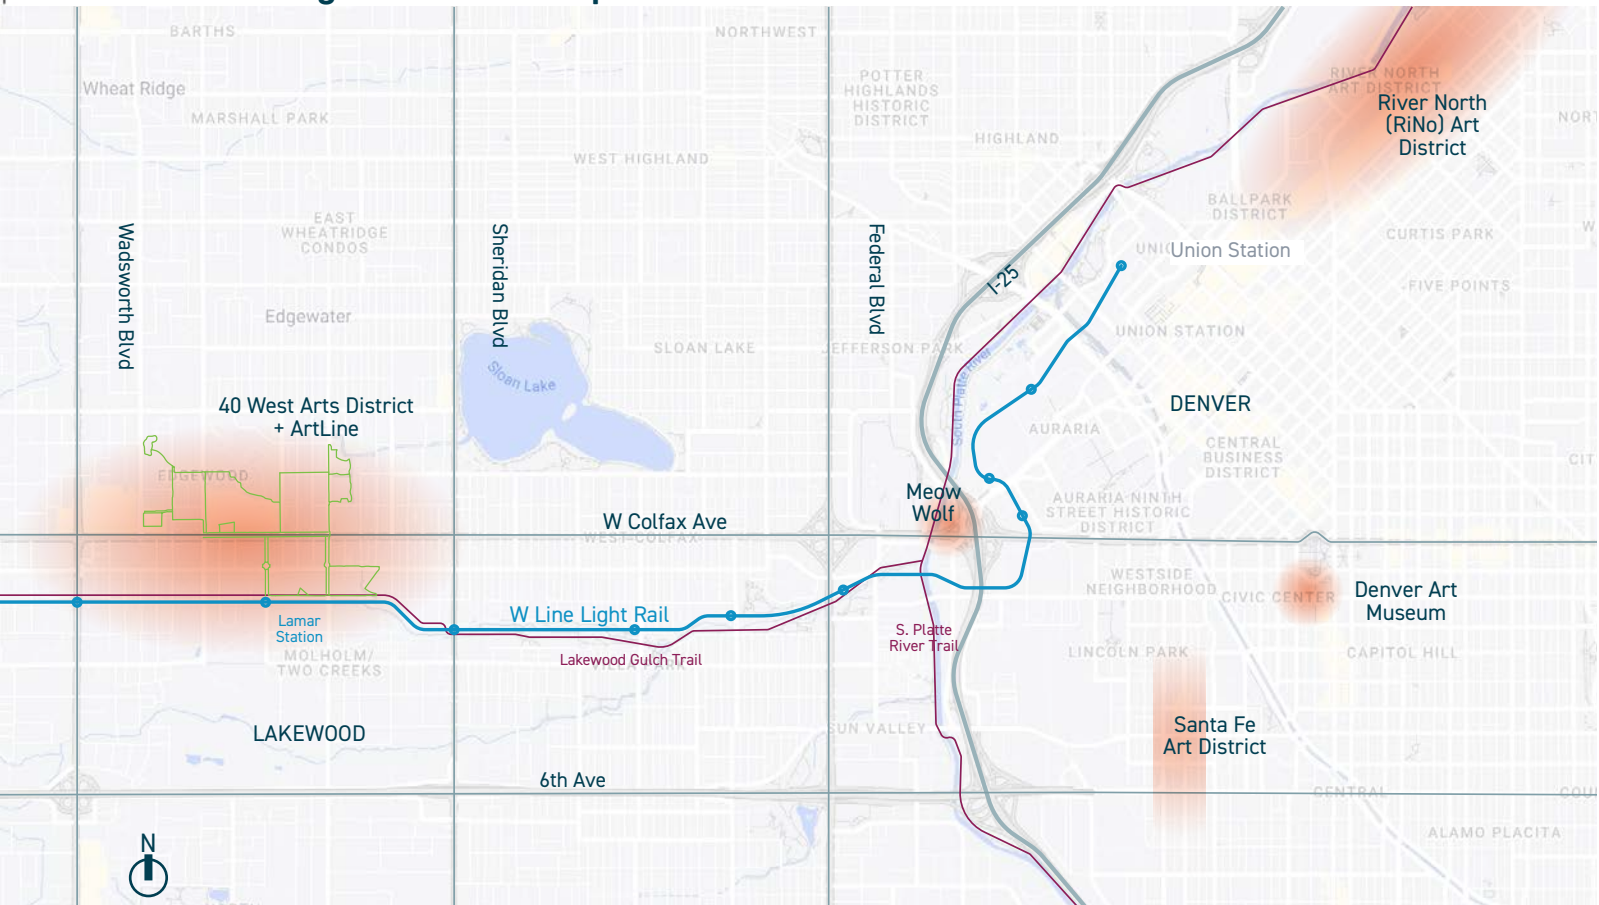 BARTHS
NORTHWEST
Wheat Ridge
MARSHALL PARK
POTTER
HIGHLANDS
HISTORIC
DISTRICT
RIVER NORTH
ART DISTRICT
River North
(RiNo) Art
District
HIGHLAND
WEST HIGHLAND
BALLPARK
DISTRICT
EAST
WHEATRIDGE
CONDOS
Wadsworth Blvd
Sheridan Blvd
Federal Blvd
I-25
Union Station
CURTIS PARK
FIVE POINTS
Edgewater
SLOAN LAKE
Sloan Lake
EFFERSON PARK
South Platte River
UNION STATION
40 West Arts District
+ ArtLine
DENVER
AURARIA
CENTRAL
BUSINESS
DISTRICT
EDGEWOOD
Meow
Wolf
AURARIA NINTH
STREET HISTORIC
DISTRICT
W Colfax Ave
WEST COLFAX
WESTSIDE
NEIGHBORHOOD
CIVIC CENTER
Denver Art
Museum
W Line Light Rail
Lamar
Station
S. Platte
River Trail
Lakewood Gulch Trail
VILLA PARK
MOLHOLM/
TWO CREEKS
LINCOLN PARK
CAPITOL HILL
LAKEWOOD
SUN VALLEY
Santa Fe
Art District
6th Ave
CENTRAL
ALAMO PLACITA
N